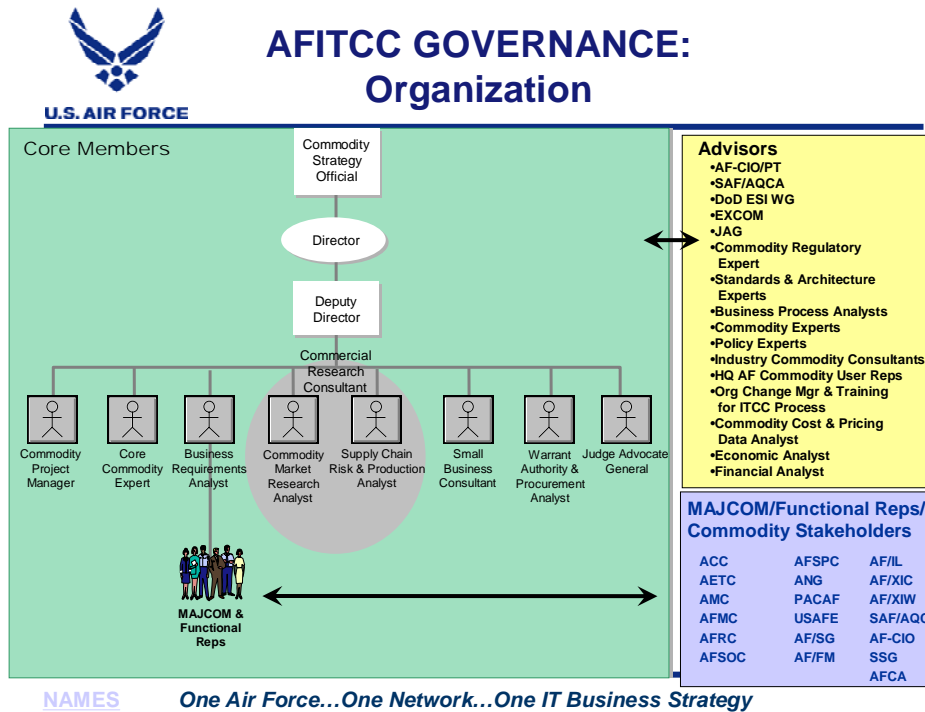 AFITCC GOVERNANCE:
Organization
U.S. AIR FORCE
Core Members
Commodity
Strategy
Official
Director
Deputy
Director
Commercial
Research
Consultant
Commodity
Project
Manager
Core
Commodity
Expert
Business
Requirements
Analyst
Commodity
Market
Research
Analyst
Supply Chain
Risk & Production
Analyst
Small
Business
Consultant
Warrant
Authority &
Procurement
Analyst
Judge Advocate
General
MAJCOM &
Functional
Reps
Advisors
•AF-CIO/PT
•SAF/AQCA
•DoD ESI WG
•EXCOM
•JAG
•Commodity Regulatory
Expert
•Standards & Architecture
Experts
•Business Process Analysts
•Commodity Experts
•Policy Experts
•Industry Commodity Consultants
•HQ AF Commodity User Reps
•Org Change Mgr & Training
for ITCC Process
•Commodity Cost & Pricing
Data Analyst
•Economic Analyst
•Financial Analyst
MAJCOM/Functional Reps/
Commodity Stakeholders
ACC AFSPC AF/IL
AETC ANG AF/XIC
AMC PACAF AF/XIW
AFMC USAFE SAF/AQC
AFRC AF/SG AF-CIO
AFSOC AF/FM SSG
AFCA
NAMES One Air Force…One Network…One IT Business Strategy